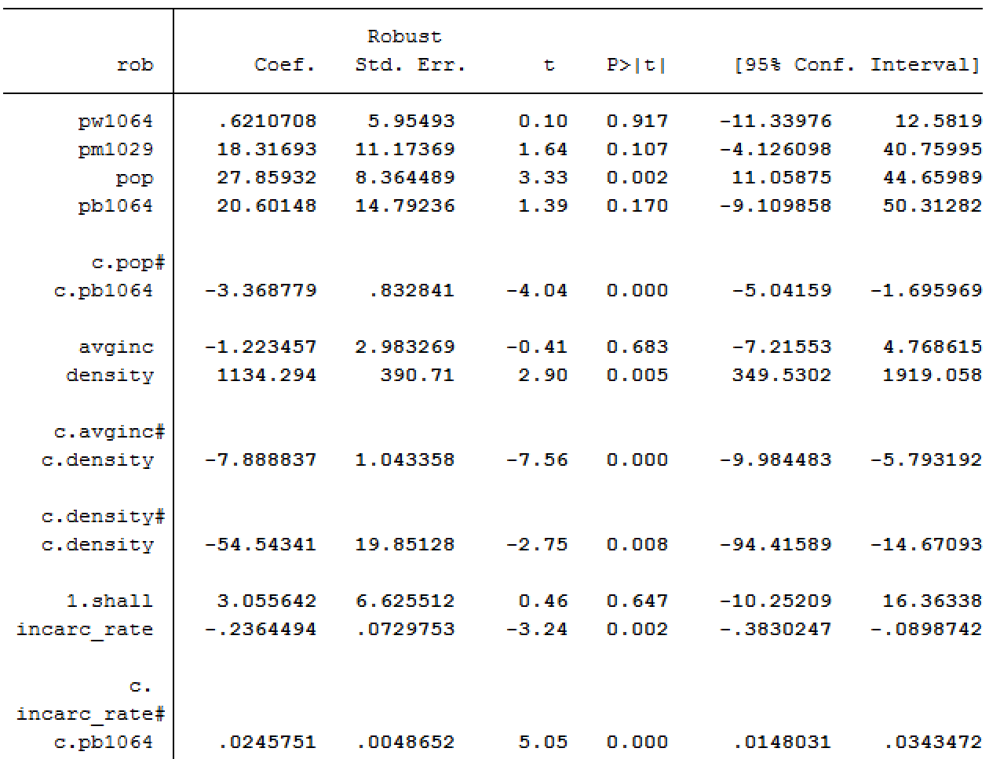 Robust
rob Coef. Std. Err. t P>|t| [95% Conf. Interval]
pw1064 .6210708 5.95493 0.10 0.917 -11.33976 12.5819
pm1029 18.31693 11.17369 1.64 0.107 -4.126098 40.75995
pop 27.85932 8.364489 3.33 0.002 11.05875 44.65989
pb1064 20.60148 14.79236 1.39 0.170 -9.109858 50.31282
c.pop#
c.pb1064 -3.368779 .832841 -4.04 0.000 -5.04159 -1.695969
avginc -1.223457 2.983269 -0.41 0.683 -7.21553 4.768615
density 1134.294 390.71 2.90 0.005 349.5302 1919.058
c.avginc#
c.density -7.888837 1.043358 -7.56 0.000 -9.984483 -5.793192
c.density#
c.density -54.54341 19.85128 -2.75 0.008 -94.41589 -14.67093
1.shall 3.055642 6.625512 0.46 0.647 -10.25209 16.36338
incarc_rate -.2364494 .0729753 -3.24 0.002 -.3830247 -.0898742
c.
incarc_rate#
c.pb1064 .0245751 .0048652 5.05 0.000 .0148031 .0343472